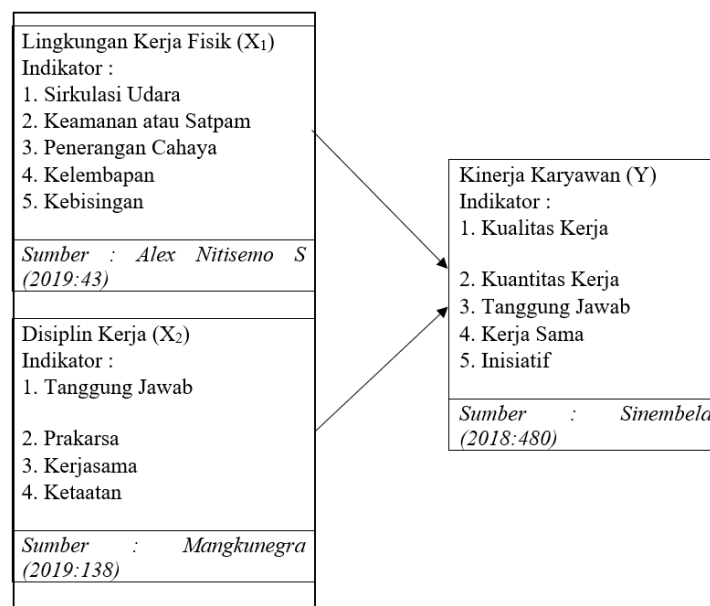 Lingkungan Kerja Fisik (X₁)
Indikator :
1. Sirkulasi Udara
2. Keamanan atau Satpam
3. Penerangan Cahaya
4. Kelembapan
5. Kebisingan
Sumber : Alex Nitisemo S
(2019:43)
Disiplin Kerja (X₂)
Indikator :
1. Tanggung Jawab
2. Prakarsa
3. Kerjasama
4. Ketaatan
Sumber : Mangkunegra
(2019:138)
Kinerja Karyawan (Y)
Indikator :
1. Kualitas Kerja
2. Kuantitas Kerja
3. Tanggung Jawab
4. Kerja Sama
5. Inisiatif
Sumber : Sinembela
(2018:480)